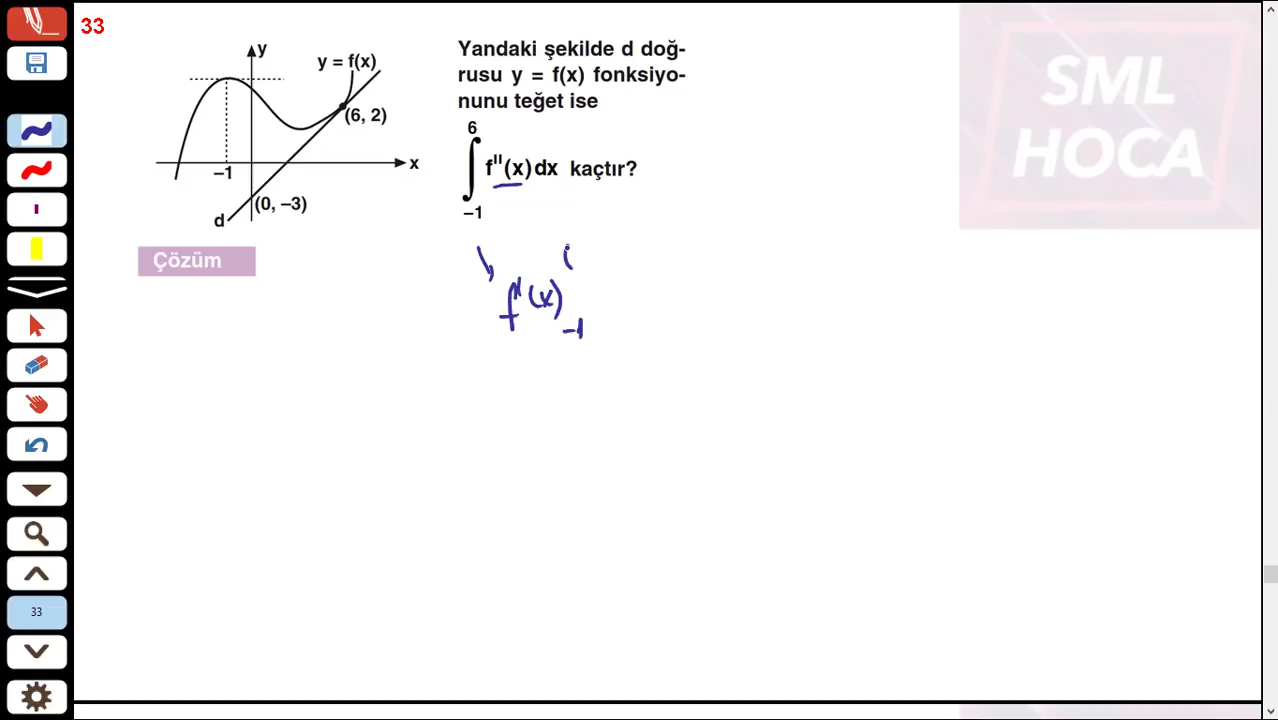 33
SML
HOCA
y
y = f(x)
(6, 2)
x
–1
(0, –3)
d
Yandaki şekilde d doğ-
rusu y = f(x) fonksiyo-
nunu teğet ise
6
∫ f''(x) dx kaçtır?
–1
Çözüm
f'(x)
–1
33